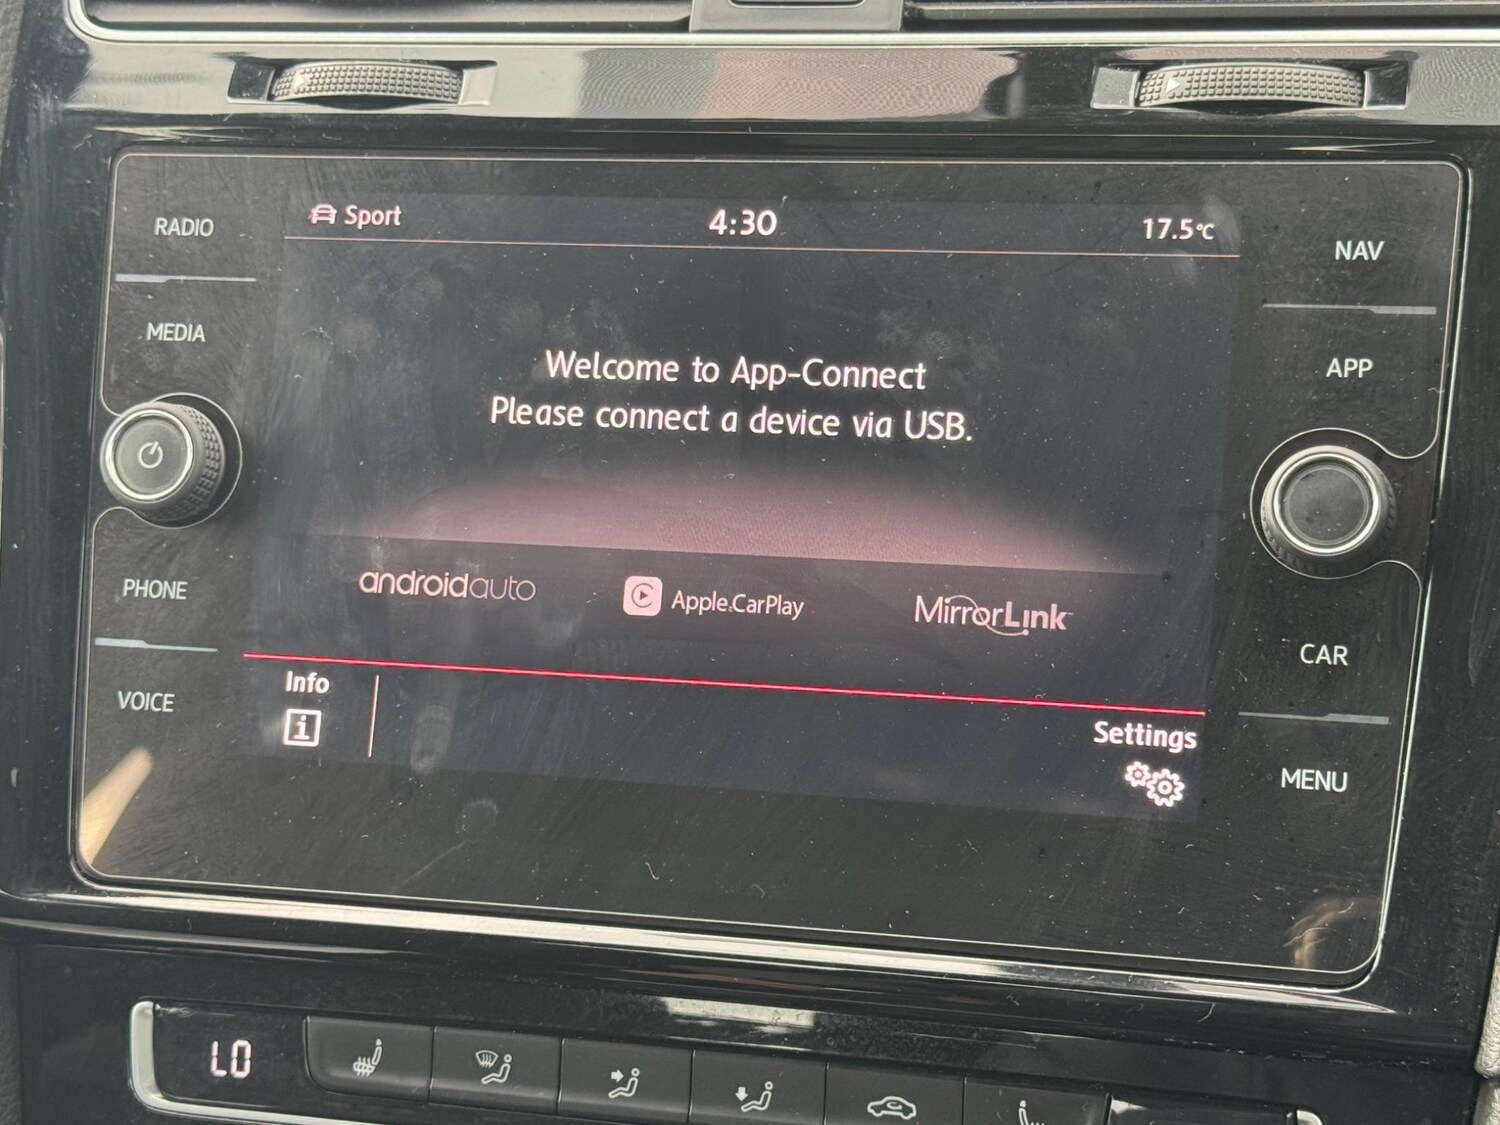 RADIO
MEDIA
PHONE
VOICE
Sport
4:30
17.5°C
Welcome to App-Connect
Please connect a device via USB.
androidauto
Apple CarPlay
MirrorLink
Info
i
Settings
NAV
APP
CAR
MENU
LO